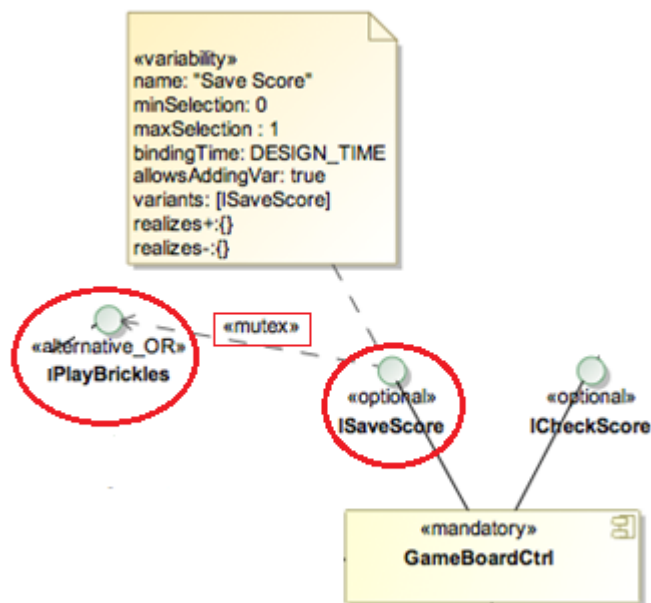 «variability»
name: "Save Score"
minSelection: 0
maxSelection : 1
bindingTime: DESIGN_TIME
allowsAddingVar: true
variants: [ISaveScore]
realizes+:{}
realizes-:{}
«mutex»
«alternative_OR»
IPlayBrickles
«optional»
ISaveScore
«optional»
ICheckScore
«mandatory»
GameBoardCtrl